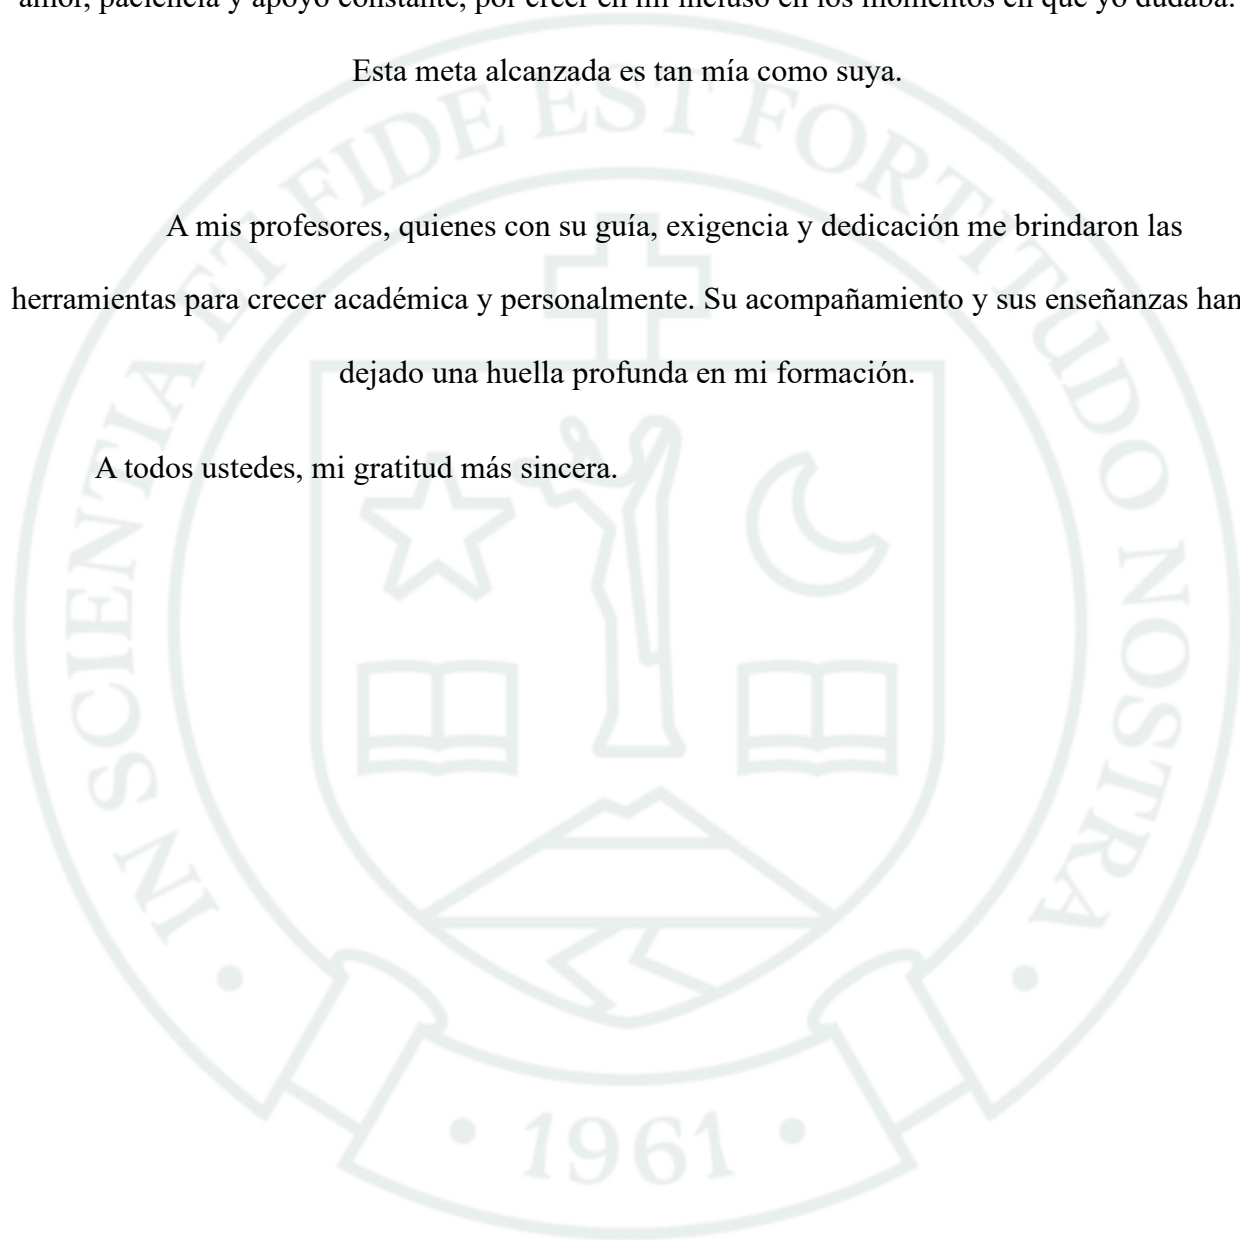 amor, paciencia y apoyo constante, por creer en mí incluso en los momentos en que yo dudaba.
Esta meta alcanzada es tan mía como suya.
A mis profesores, quienes con su guía, exigencia y dedicación me brindaron las
herramientas para crecer académica y personalmente. Su acompañamiento y sus enseñanzas han
dejado una huella profunda en mi formación.
A todos ustedes, mi gratitud más sincera.
IN SCIENTIA ET FIDE EST FORTITUDO NOSTRA
• 1961 •